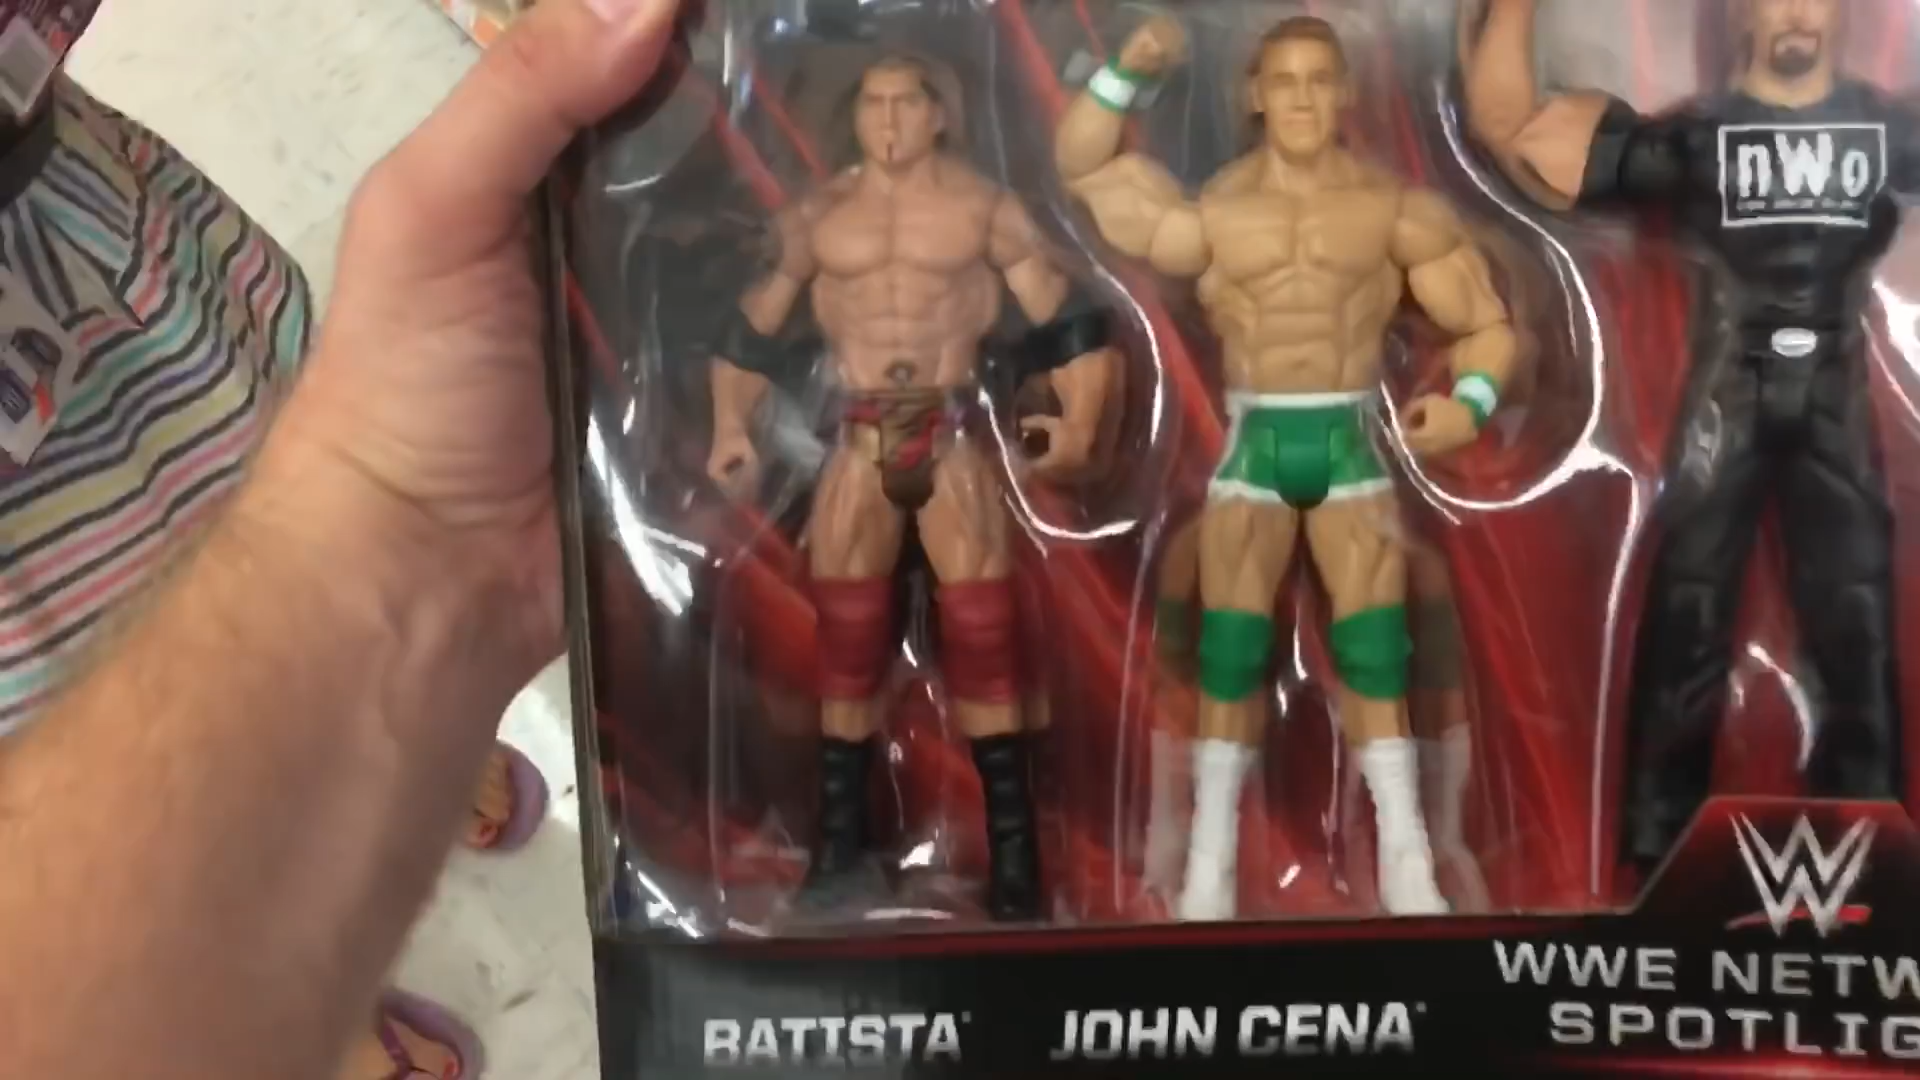 nWo
BATISTA
JOHN CENA
WWE NETW
SPOTLIG